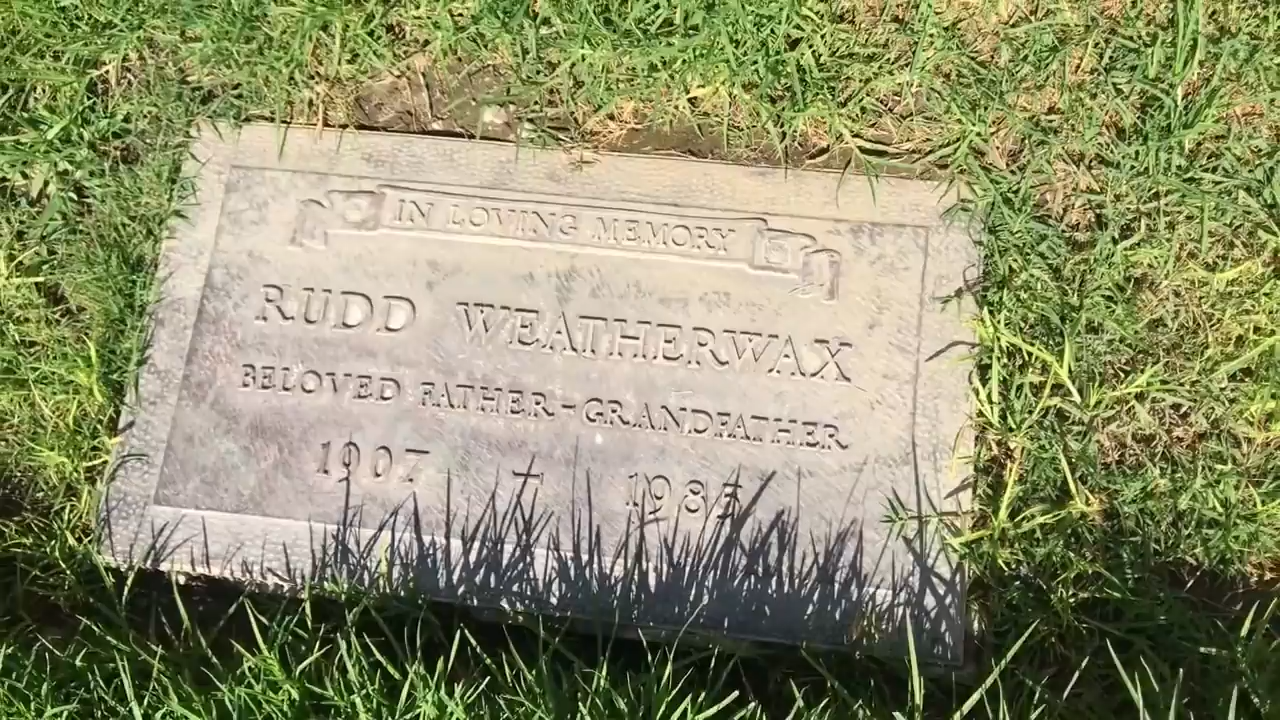 IN LOVING MEMORY
RUDD WEATHERWAX
BELOVED FATHER-GRANDFATHER
1907 † 1985